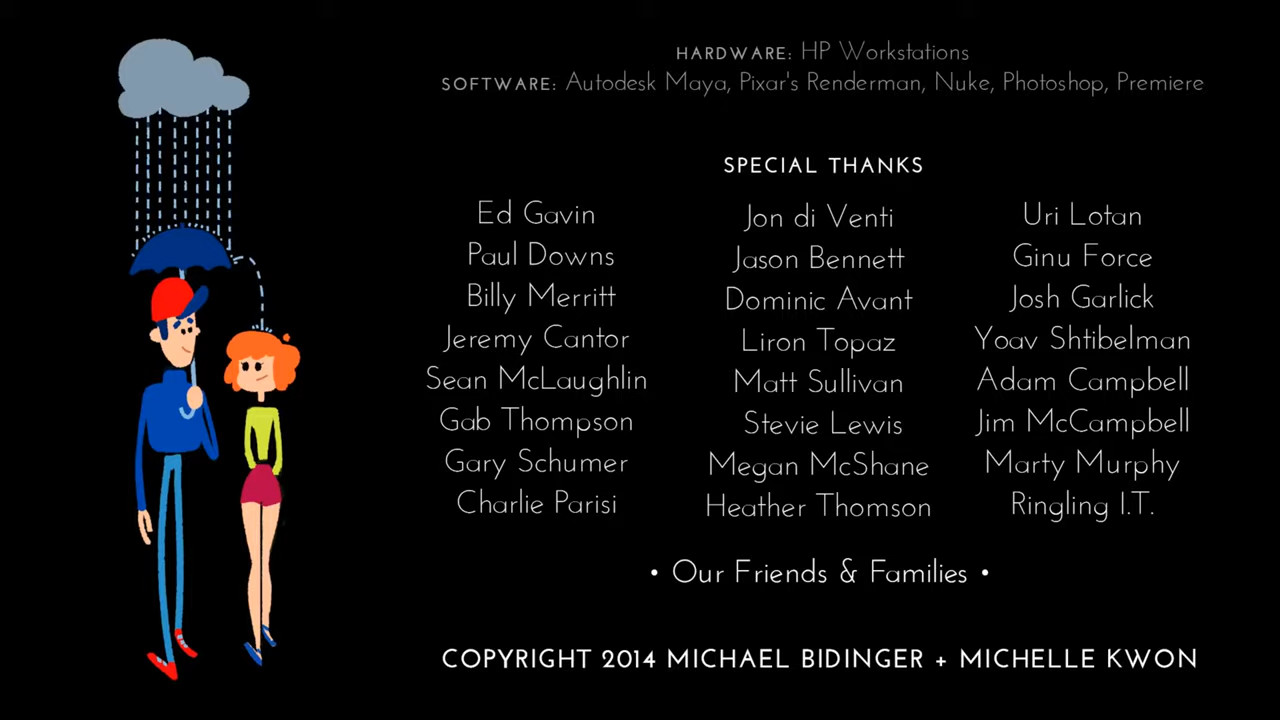 HARDWARE: HP Workstations
SOFTWARE: Autodesk Maya, Pixar's Renderman, Nuke, Photoshop, Premiere
SPECIAL THANKS
Ed Gavin
Paul Downs
Billy Merritt
Jeremy Cantor
Sean McLaughlin
Gab Thompson
Gary Schumer
Charlie Parisi
Jon di Venti
Jason Bennett
Dominic Avant
Liron Topaz
Matt Sullivan
Stevie Lewis
Megan McShane
Heather Thomson
Uri Lotan
Ginu Force
Josh Garlick
Yoav Shtibelman
Adam Campbell
Jim McCampbell
Marty Murphy
Ringling I.T.
• Our Friends & Families •
COPYRIGHT 2014 MICHAEL BIDINGER + MICHELLE KWON